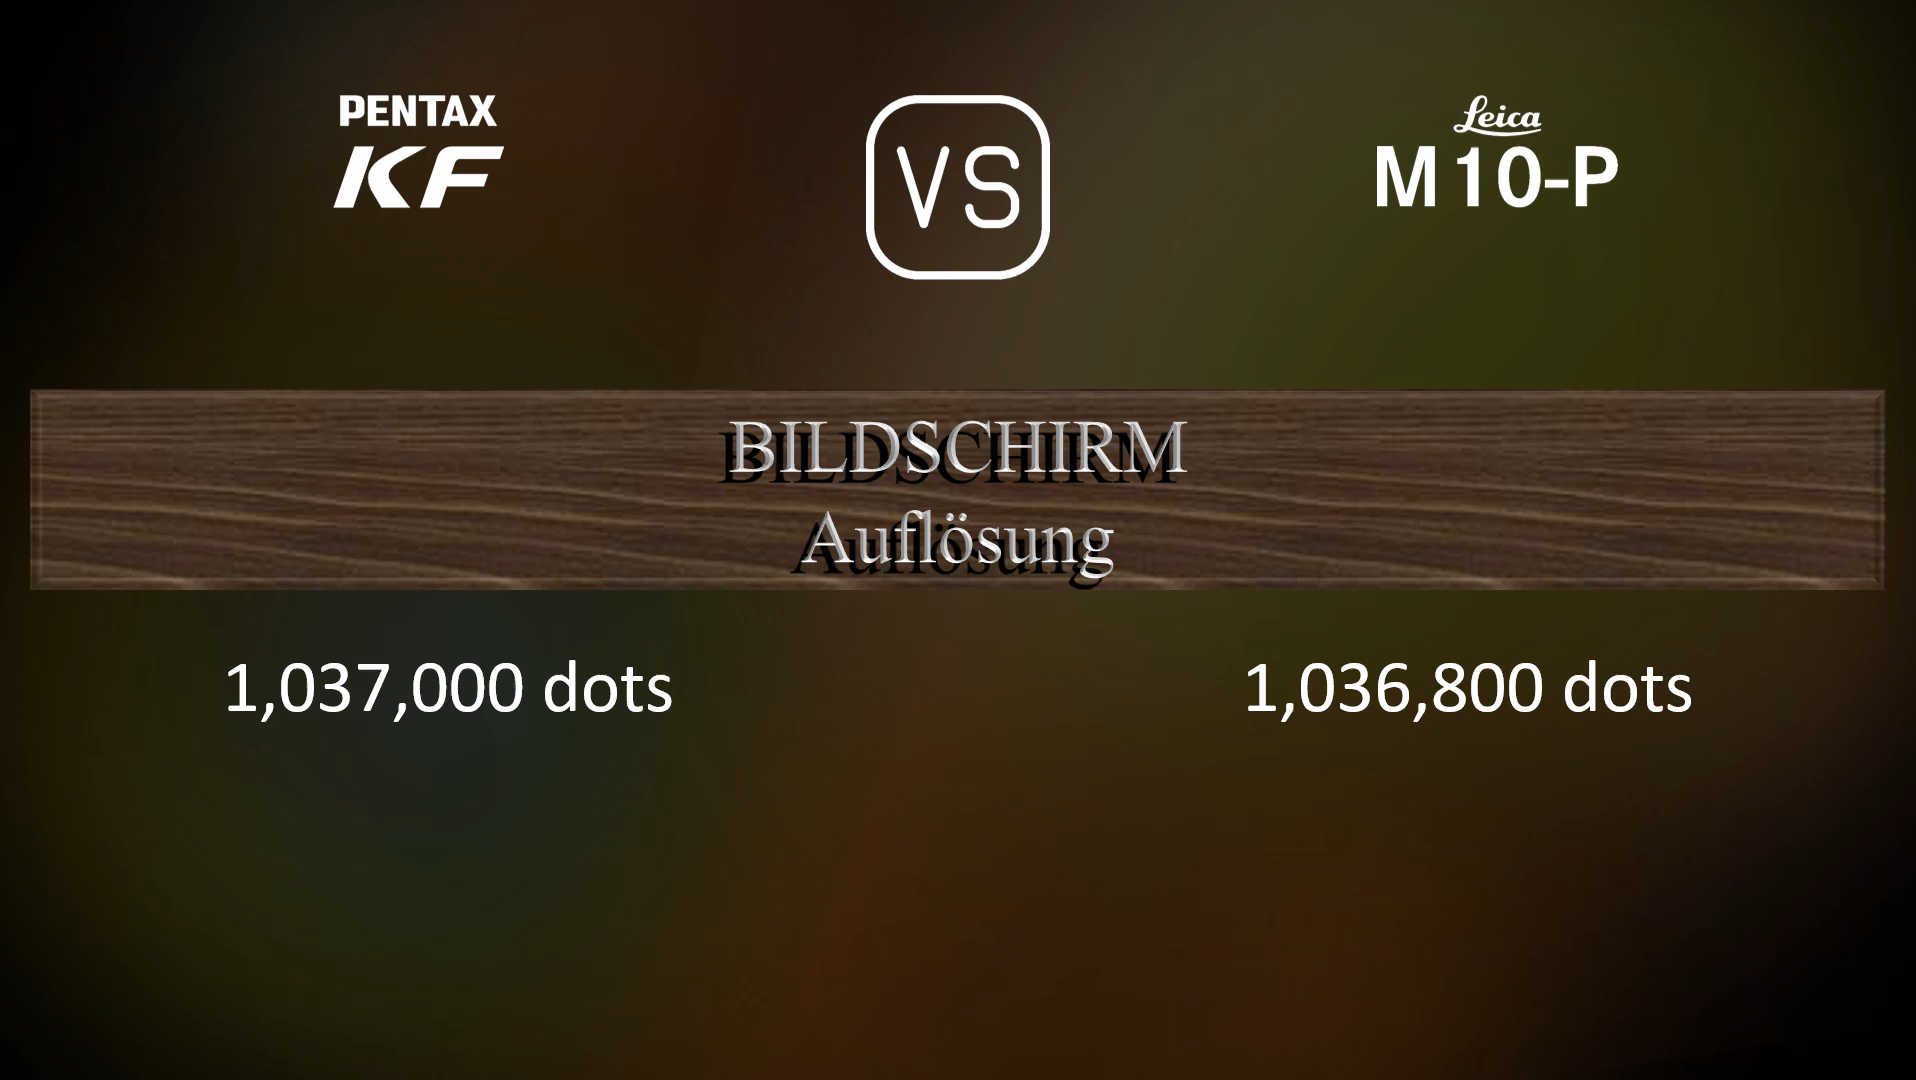 PENTAX
KF
VS
Leica
M10-P
BILDSCHIRM
Auflösung
1,037,000 dots
1,036,800 dots